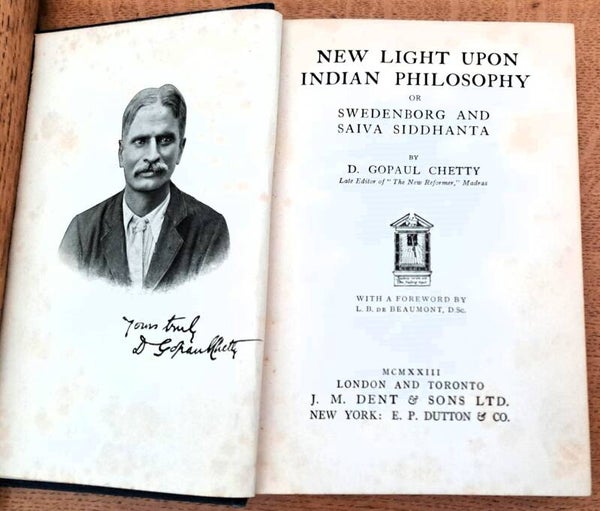 Yours truly
D Gopaul Chetty
NEW LIGHT UPON
INDIAN PHILOSOPHY
OR
SWEDENBORG AND
SAIVA SIDDHANTA
BY
D. GOPAUL CHETTY
Late Editor of "The New Reformer," Madras
WITH A FOREWORD BY
L. B. DE BEAUMONT, D.Sc.
MCMXXIII
LONDON AND TORONTO
J. M. DENT & SONS LTD.
NEW YORK: E. P. DUTTON & CO.